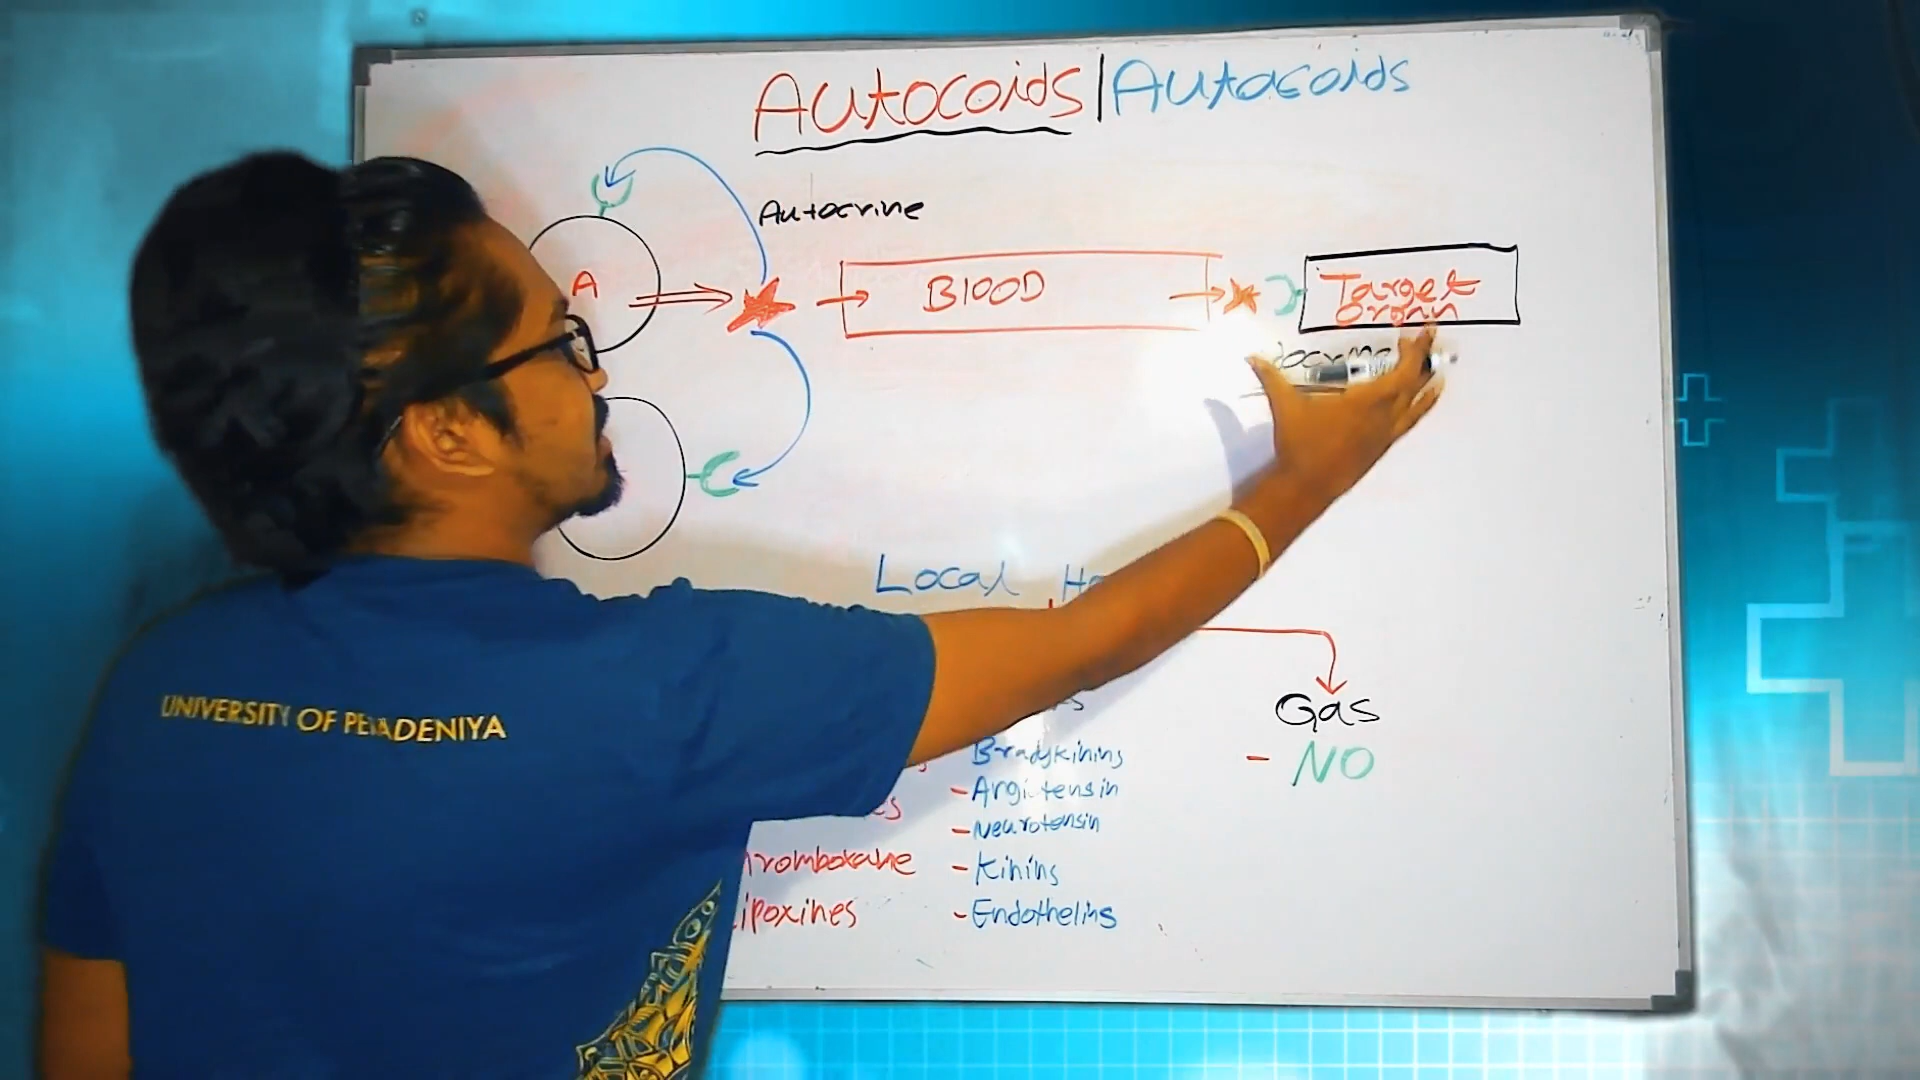 Autocoids | Autacoids
Autocrine
A
BlOOD
Target
Organ
Local
Gas
- NO
Bradykinins
- Angiotensin
- Neurotensin
- Kinins
- Endothelins
UNIVERSITY OF PERADENIYA